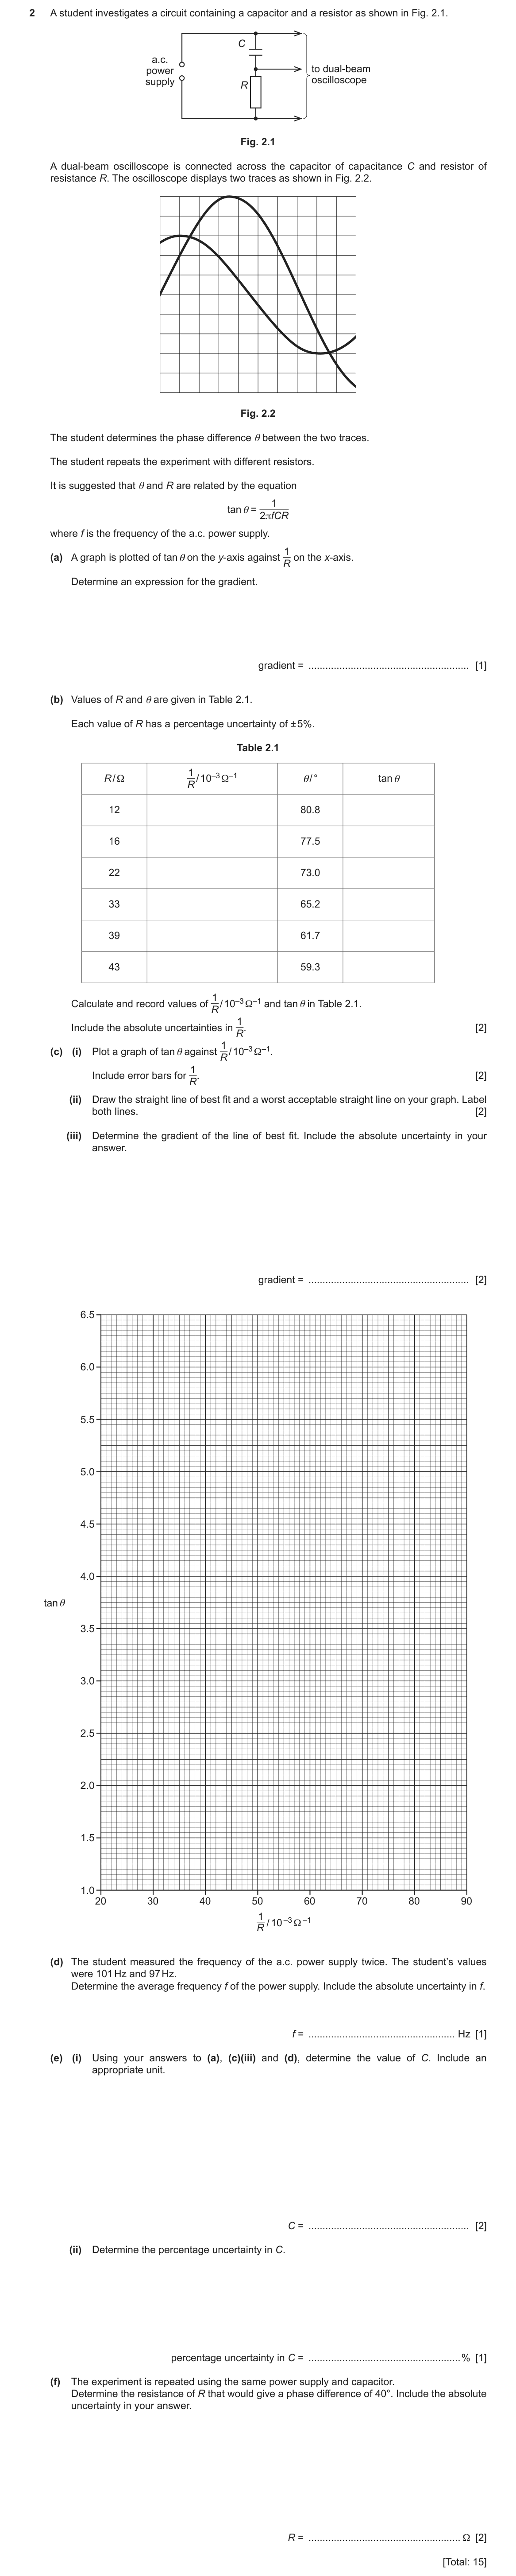 2 A student investigates a circuit containing a capacitor and a resistor as shown in Fig. 2.1.
C
a.c.
power
supply
R
to dual-beam
oscilloscope
Fig. 2.1
A dual-beam oscilloscope is connected across the capacitor of capacitance C and resistor of
resistance R. The oscilloscope displays two traces as shown in Fig. 2.2.
Fig. 2.2
The student determines the phase difference θ between the two traces.
The student repeats the experiment with different resistors.
It is suggested that θ and R are related by the equation
tan θ = 1/2πfCR
where f is the frequency of the a.c. power supply.
(a) A graph is plotted of tan θ on the y-axis against 1/R on the x-axis.
Determine an expression for the gradient.
gradient = ........................................................ [1]
(b) Values of R and θ are given in Table 2.1.
Each value of R has a percentage uncertainty of ±5%.
Table 2.1
R/Ω 1/R / 10⁻³ Ω⁻¹ θ/° tan θ
12 80.8
16 77.5
22 73.0
33 65.2
39 61.7
43 59.3
Calculate and record values of 1/R / 10⁻³ Ω⁻¹ and tan θ in Table 2.1.
Include the absolute uncertainties in 1/R. [2]
(c) (i) Plot a graph of tan θ against 1/R / 10⁻³ Ω⁻¹.
Include error bars for 1/R. [2]
(ii) Draw the straight line of best fit and a worst acceptable straight line on your graph. Label
both lines. [2]
(iii) Determine the gradient of the line of best fit. Include the absolute uncertainty in your
answer.
gradient = ........................................................ [2]
6.5
6.0
5.5
5.0
4.5
4.0
tan θ
3.5
3.0
2.5
2.0
1.5
1.0
20 30 40 50 60 70 80 90
1/R / 10⁻³ Ω⁻¹
(d) The student measured the frequency of the a.c. power supply twice. The student's values
were 101 Hz and 97 Hz.
Determine the average frequency f of the power supply. Include the absolute uncertainty in f.
f = ........................................................ Hz [1]
(e) (i) Using your answers to (a), (c)(iii) and (d), determine the value of C. Include an
appropriate unit.
C = ........................................................ [2]
(ii) Determine the percentage uncertainty in C.
percentage uncertainty in C = ........................................................ % [1]
(f) The experiment is repeated using the same power supply and capacitor.
Determine the resistance of R that would give a phase difference of 40°. Include the absolute
uncertainty in your answer.
R = ........................................................ Ω [2]
[Total: 15]